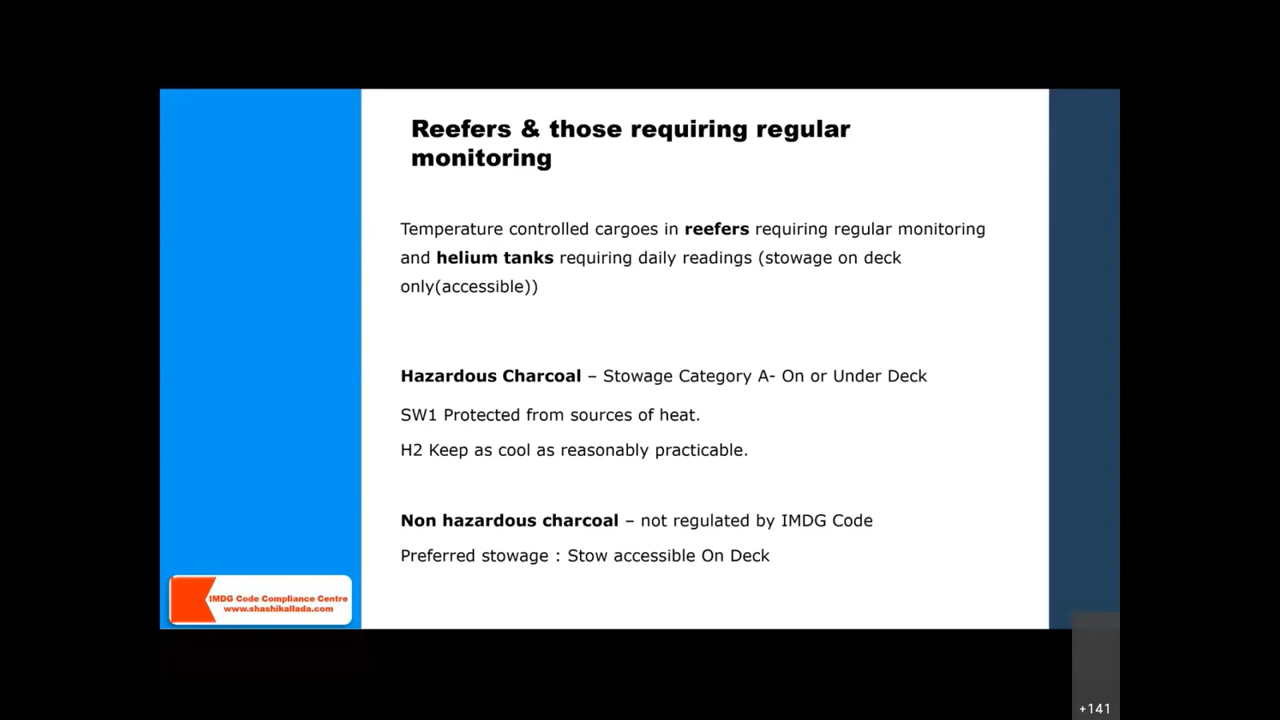 Reefers & those requiring regular
monitoring
Temperature controlled cargoes in reefers requiring regular monitoring
and helium tanks requiring daily readings (stowage on deck
only(accessible))
Hazardous Charcoal – Stowage Category A- On or Under Deck
SW1 Protected from sources of heat.
H2 Keep as cool as reasonably practicable.
Non hazardous charcoal – not regulated by IMDG Code
Preferred stowage : Stow accessible On Deck
IMDG Code Compliance Centre
www.shashikallada.com
+141